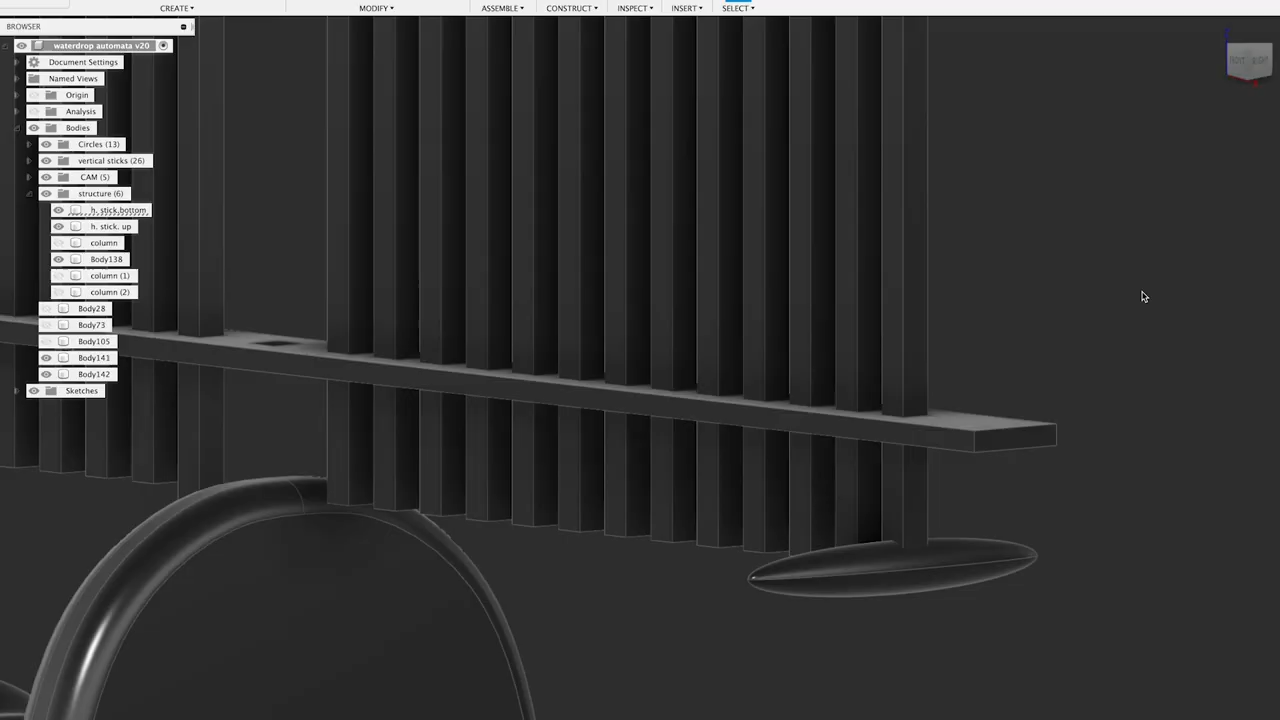 CREATE▾ MODIFY▾ ASSEMBLE▾ CONSTRUCT▾ INSPECT▾ INSERT▾ SELECT▾
BROWSER
waterdrop automata v20
Document Settings
Named Views
Origin
Analysis
Bodies
Circles (13)
vertical sticks (26)
CAM (5)
structure (6)
h. stick.bottom
h. stick. up
column
Body138
column (1)
column (2)
Body28
Body73
Body105
Body141
Body142
Sketches
FRONT RIGHT